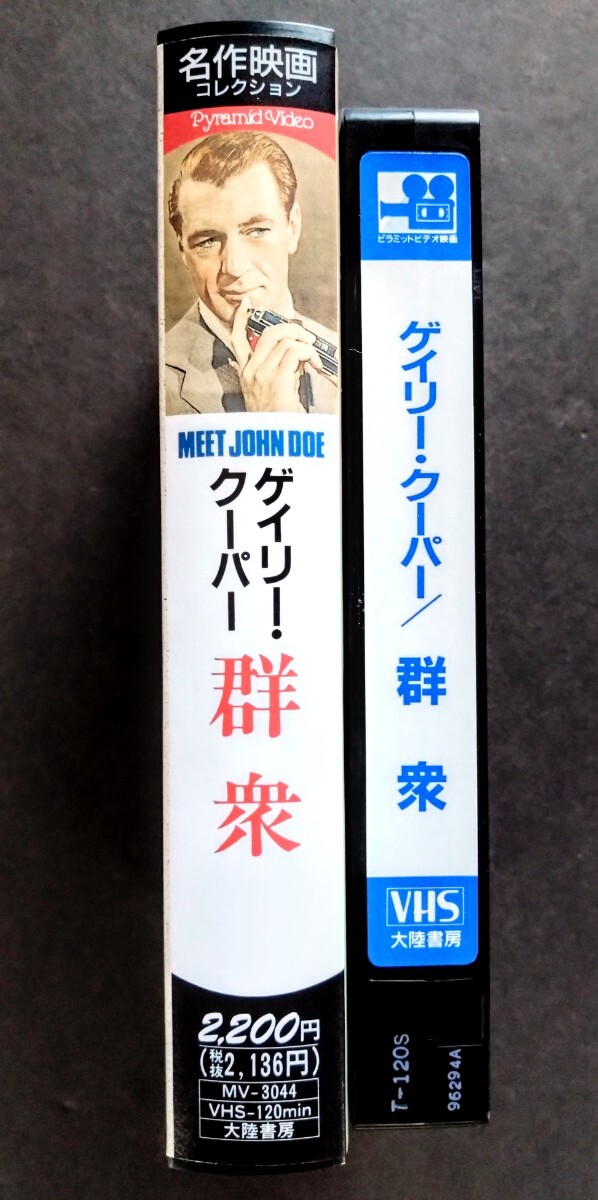 名作映画
コレクション
Pyramid Video
MEET JOHN DOE
ゲイリー・
クーパー
群衆
2,200円
(税抜2,136円)
MV-3044
VHS-120min
大陸書房
ピラミットビデオ映画
ゲイリー・クーパー/群衆
VHS
大陸書房
T-120S
96294A